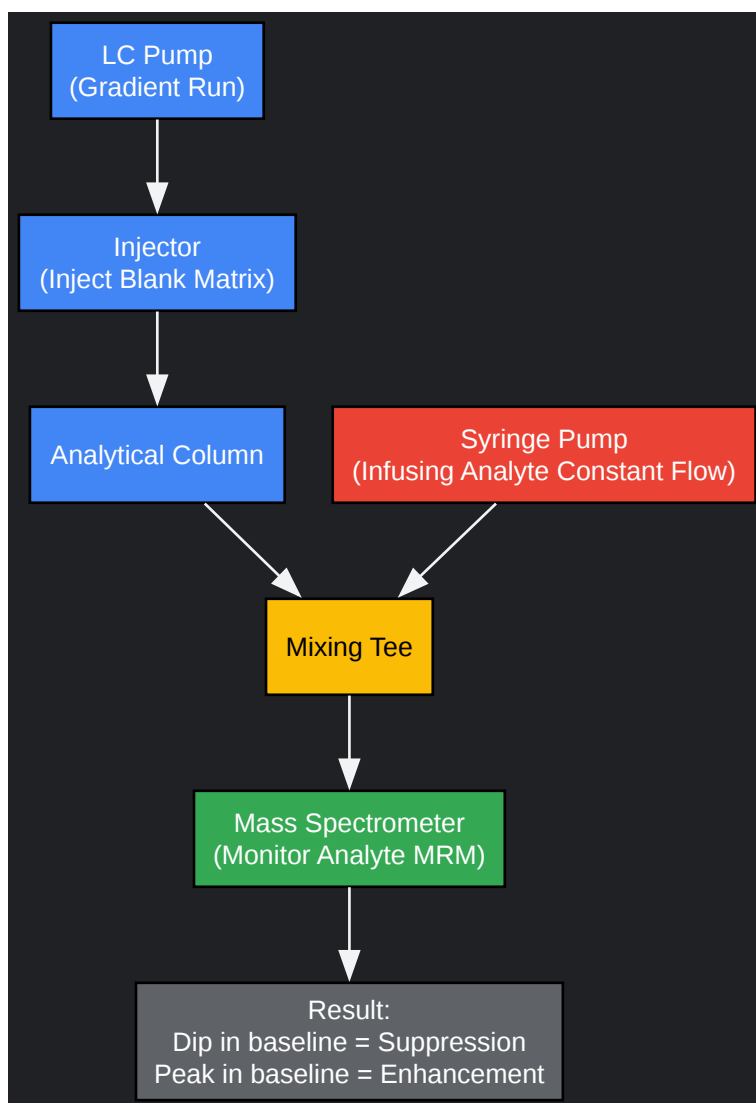 LC Pump
(Gradient Run)
Injector
(Inject Blank Matrix)
Analytical Column
Syringe Pump
(Infusing Analyte Constant Flow)
Mixing Tee
Mass Spectrometer
(Monitor Analyte MRM)
Result:
Dip in baseline = Suppression
Peak in baseline = Enhancement